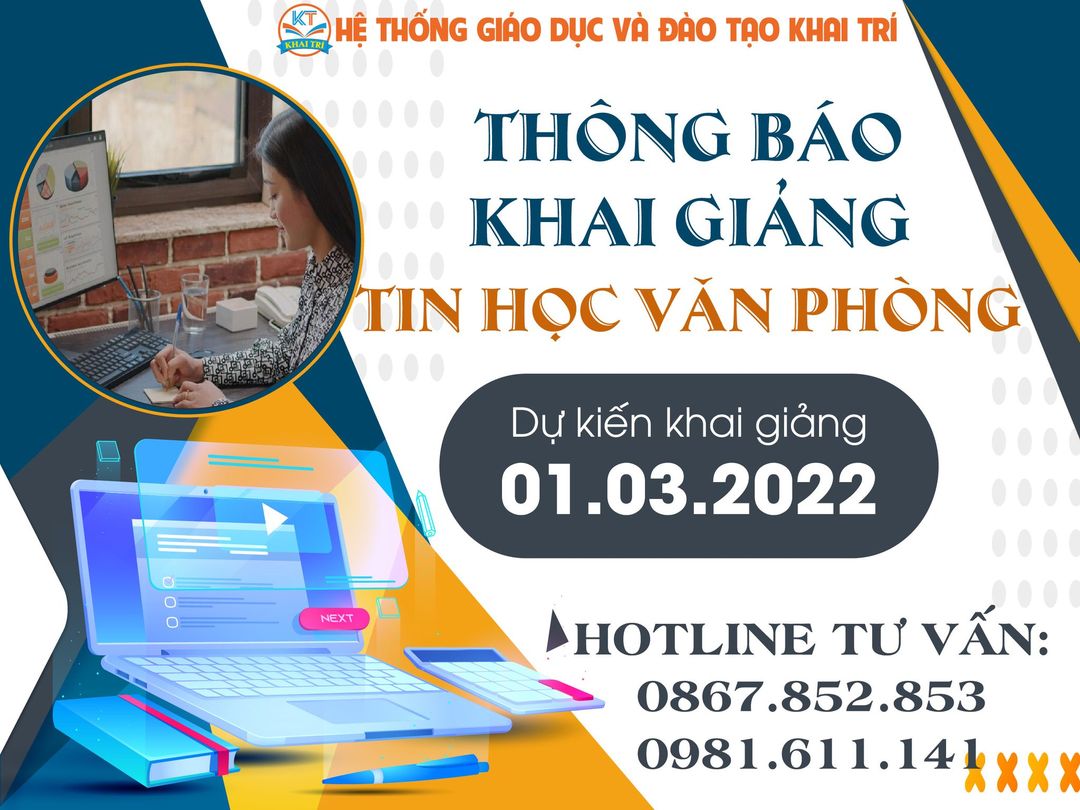 KT
KHAI TRÍ
HỆ THỐNG GIÁO DỤC VÀ ĐÀO TẠO KHAI TRÍ
THÔNG BÁO
KHAI GIẢNG
TIN HỌC VĂN PHÒNG
Dự kiến khai giảng
01.03.2022
NEXT
HOTLINE TƯ VẤN:
0867.852.853
0981.611.141